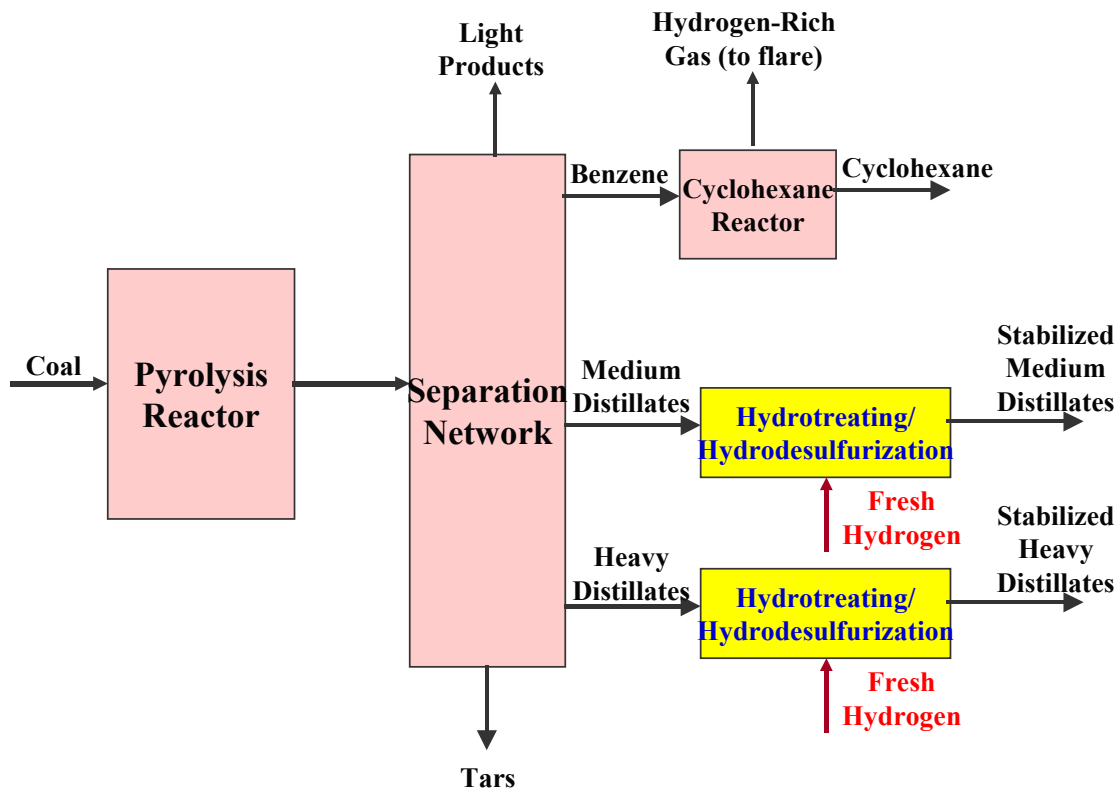 Light
Products
Hydrogen-Rich
Gas (to flare)
Benzene
Cyclohexane
Reactor
Cyclohexane
Coal
Pyrolysis
Reactor
Separation
Network
Medium
Distillates
Hydrotreating/
Hydrodesulfurization
Stabilized
Medium
Distillates
Fresh
Hydrogen
Heavy
Distillates
Hydrotreating/
Hydrodesulfurization
Stabilized
Heavy
Distillates
Fresh
Hydrogen
Tars